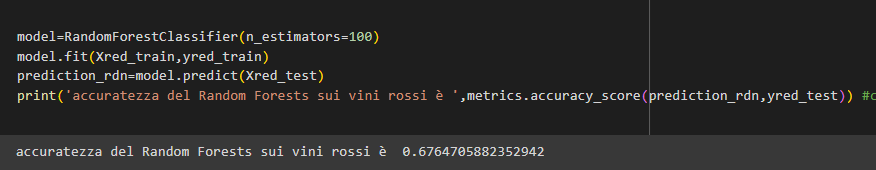 model=RandomForestClassifier(n_estimators=100)
model.fit(Xred_train,yred_train)
prediction_rdn=model.predict(Xred_test)
print('accuratezza del Random Forests sui vini rossi è ',metrics.accuracy_score(prediction_rdn,yred_test)) #c
accuratezza del Random Forests sui vini rossi è  0.6764705882352942